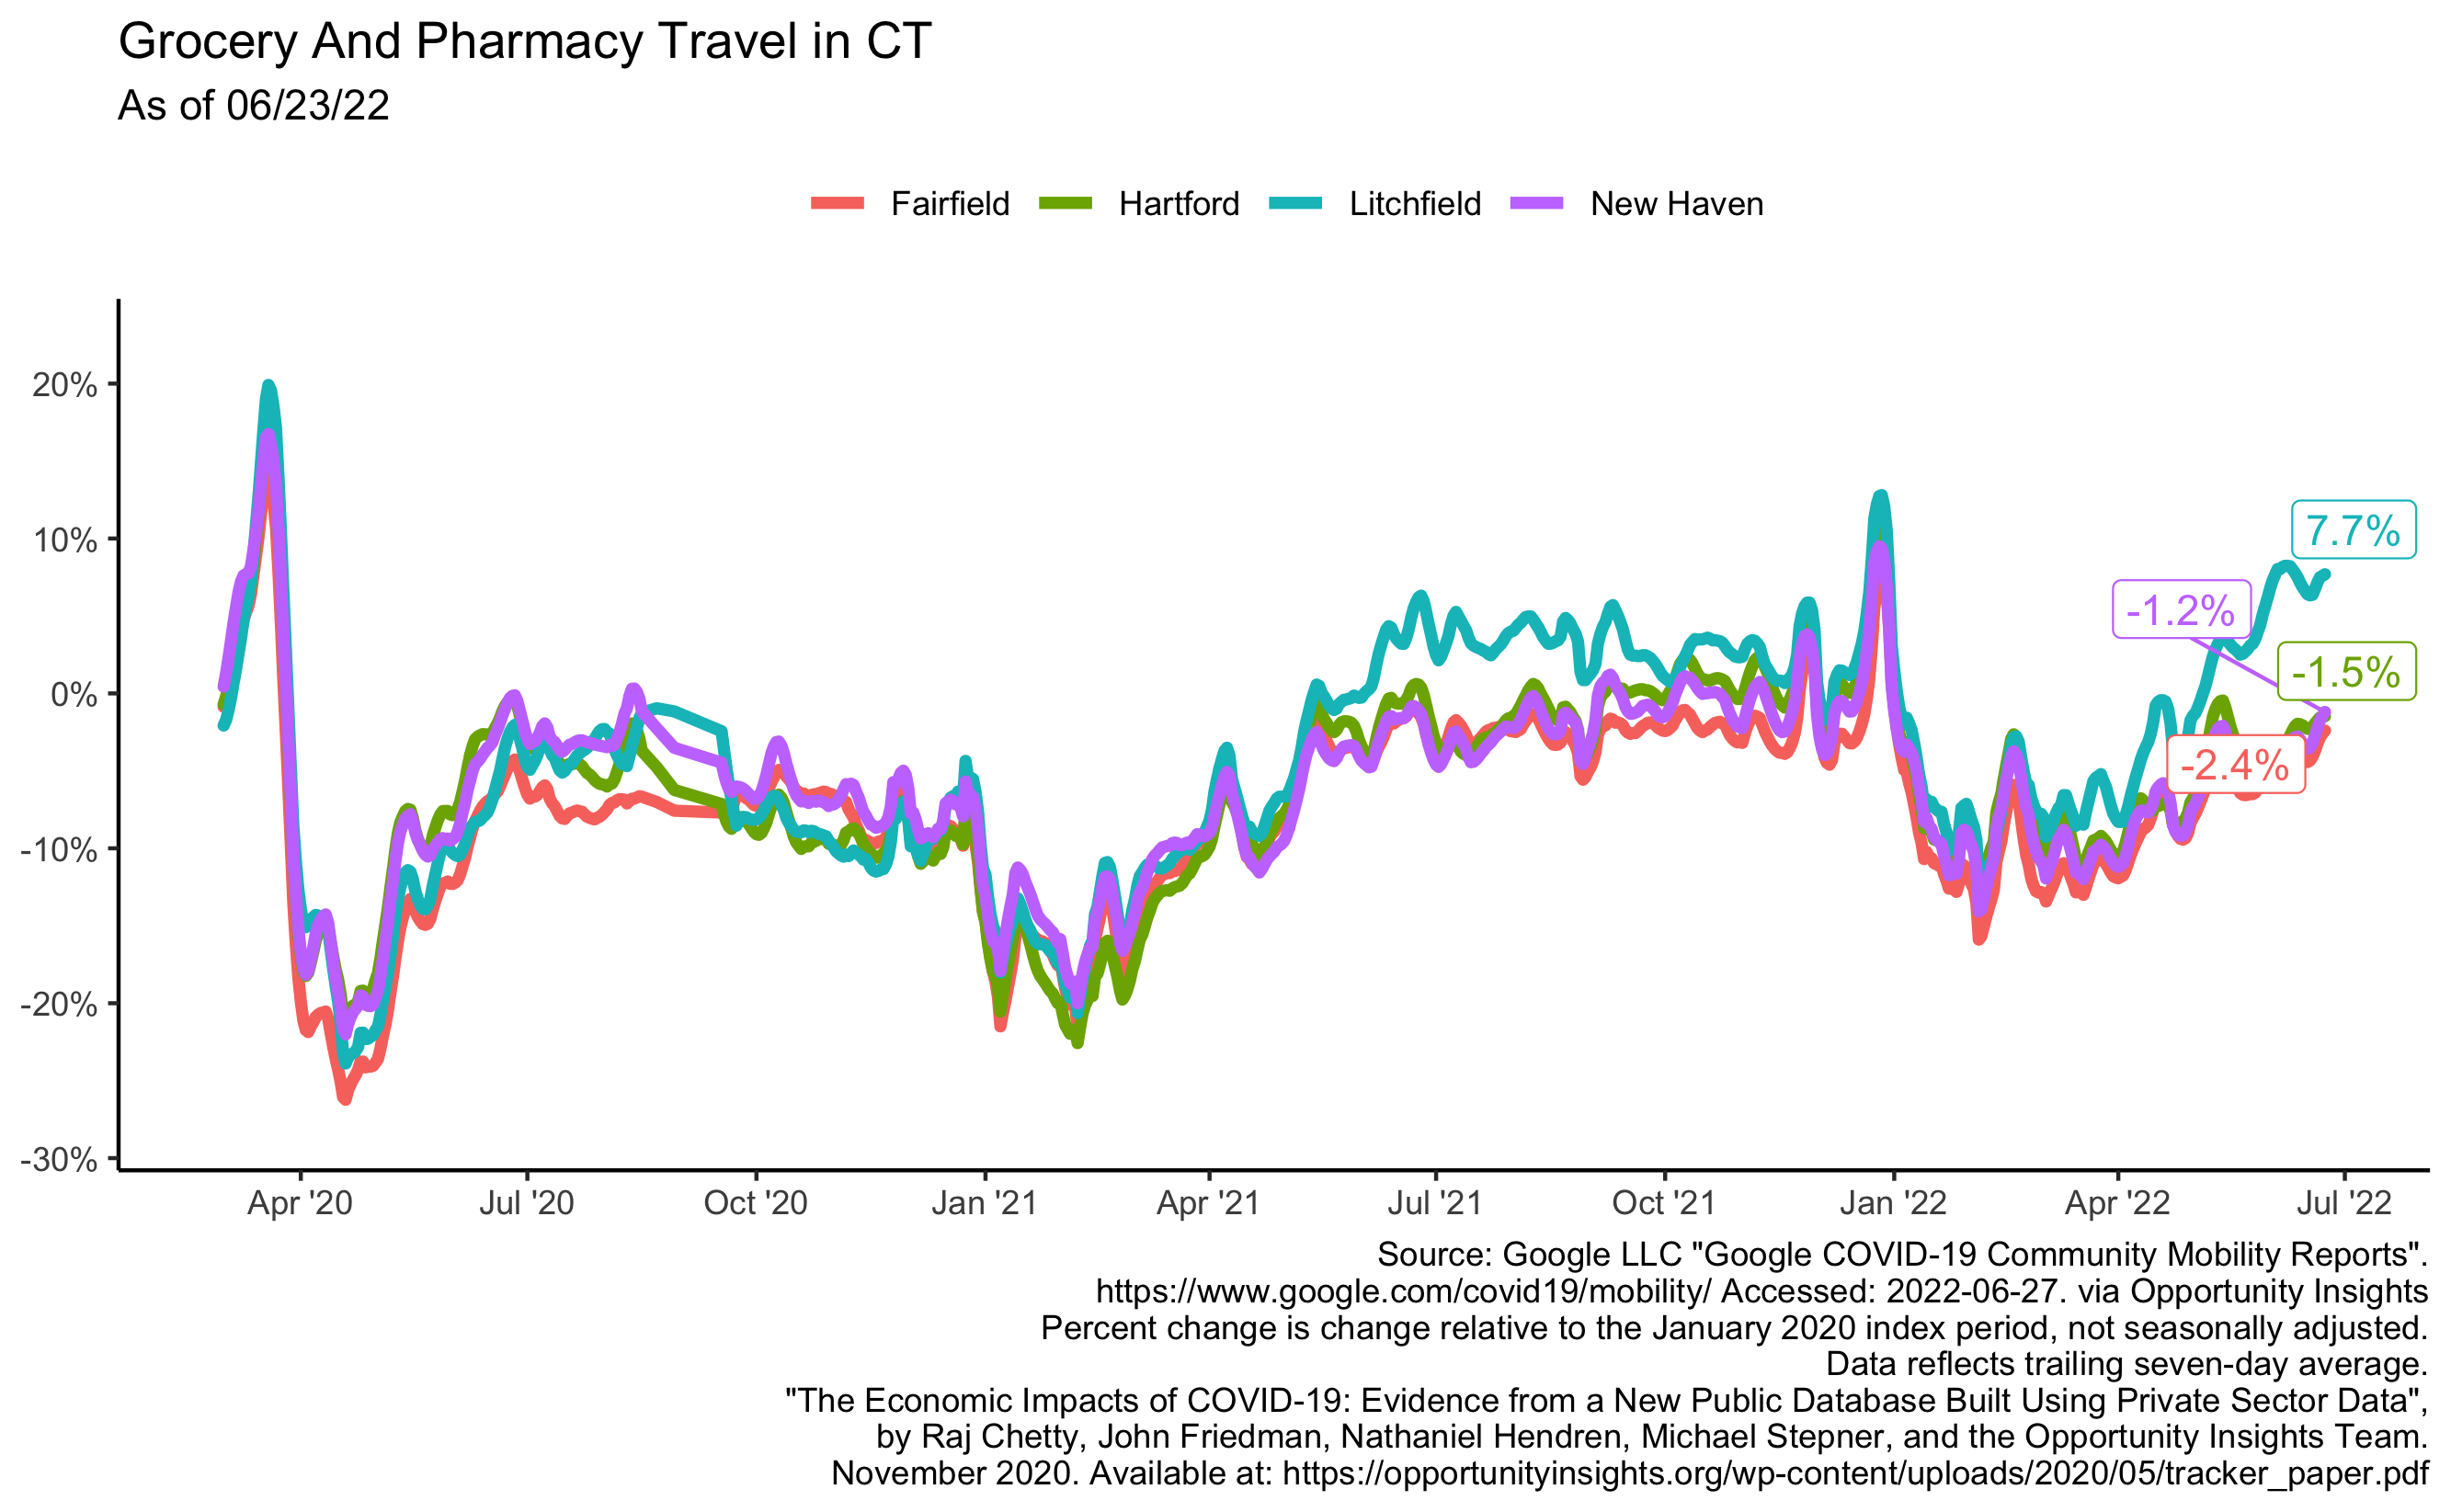 Grocery And Pharmacy Travel in CT
As of 06/23/22
Fairfield Hartford Litchfield New Haven
20%
10%
0%
-10%
-20%
-30%
7.7%
-1.2%
-1.5%
-2.4%
Apr '20 Jul '20 Oct '20 Jan '21 Apr '21 Jul '21 Oct '21 Jan '22 Apr '22 Jul '22
Source: Google LLC "Google COVID-19 Community Mobility Reports".
https://www.google.com/covid19/mobility/ Accessed: 2022-06-27. via Opportunity Insights
Percent change is change relative to the January 2020 index period, not seasonally adjusted.
Data reflects trailing seven-day average.
"The Economic Impacts of COVID-19: Evidence from a New Public Database Built Using Private Sector Data",
by Raj Chetty, John Friedman, Nathaniel Hendren, Michael Stepner, and the Opportunity Insights Team.
November 2020. Available at: https://opportunityinsights.org/wp-content/uploads/2020/05/tracker_paper.pdf